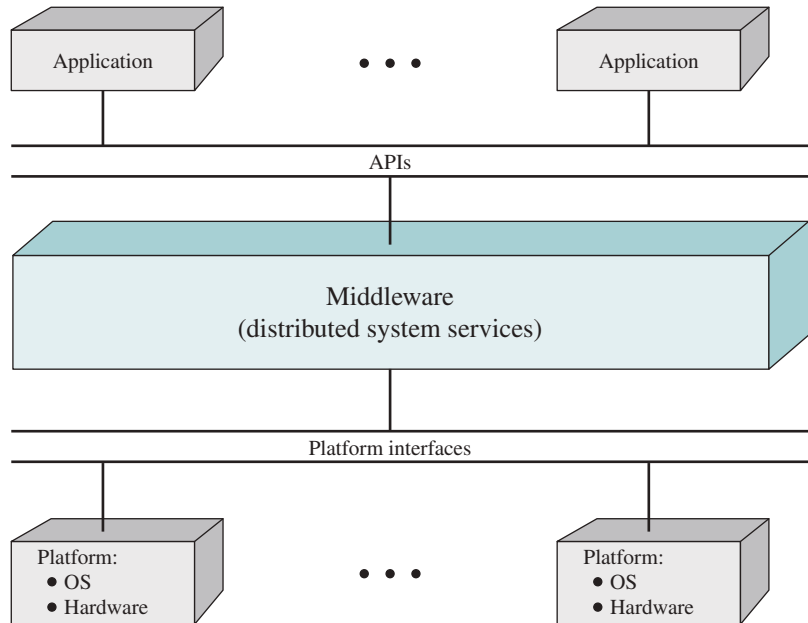 Application
Application
APIs
Middleware
(distributed system services)
Platform interfaces
Platform:
• OS
• Hardware
Platform:
• OS
• Hardware